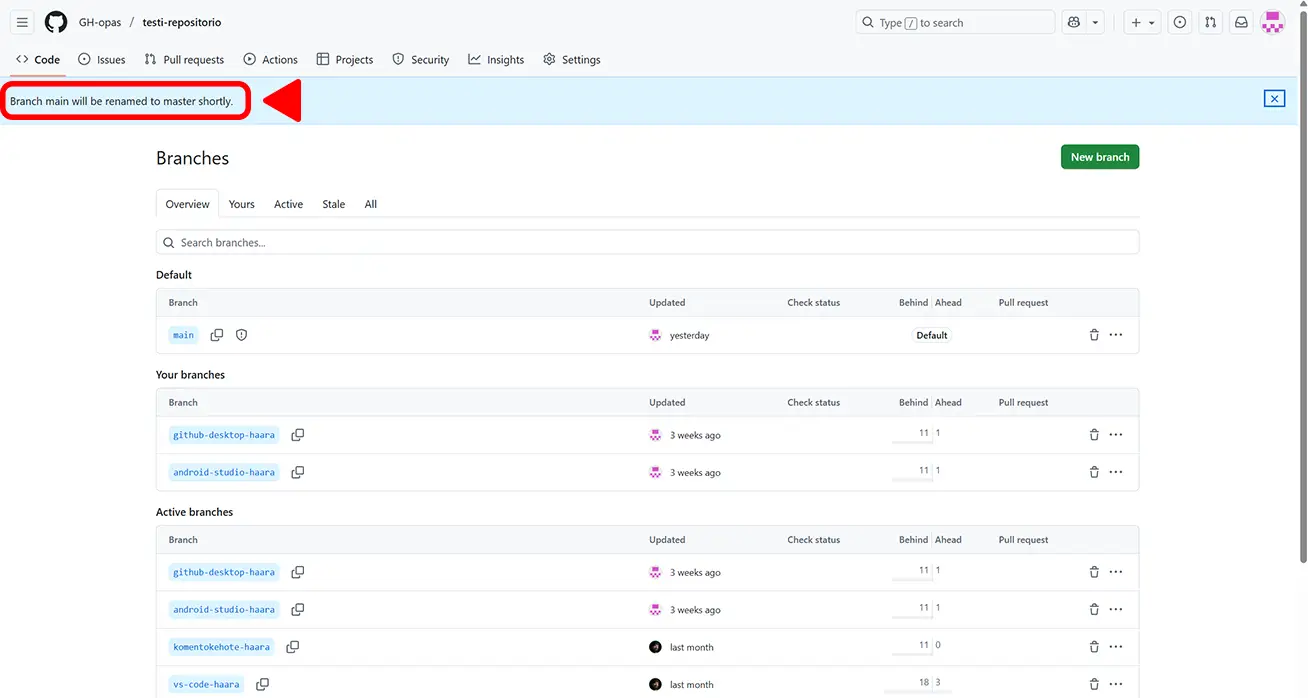 GH-opas / testi-repositorio
Type / to search
Code Issues Pull requests Actions Projects Security Insights Settings
Branch main will be renamed to master shortly.
Branches
New branch
Overview Yours Active Stale All
Search branches...
Default
Branch Updated Check status Behind Ahead Pull request
main yesterday Default
Your branches
Branch Updated Check status Behind Ahead Pull request
github-desktop-haara 3 weeks ago 11 1
android-studio-haara 3 weeks ago 11 1
Active branches
Branch Updated Check status Behind Ahead Pull request
github-desktop-haara 3 weeks ago 11 1
android-studio-haara 3 weeks ago 11 1
komentokehote-haara last month 11 0
vs-code-haara last month 18 3